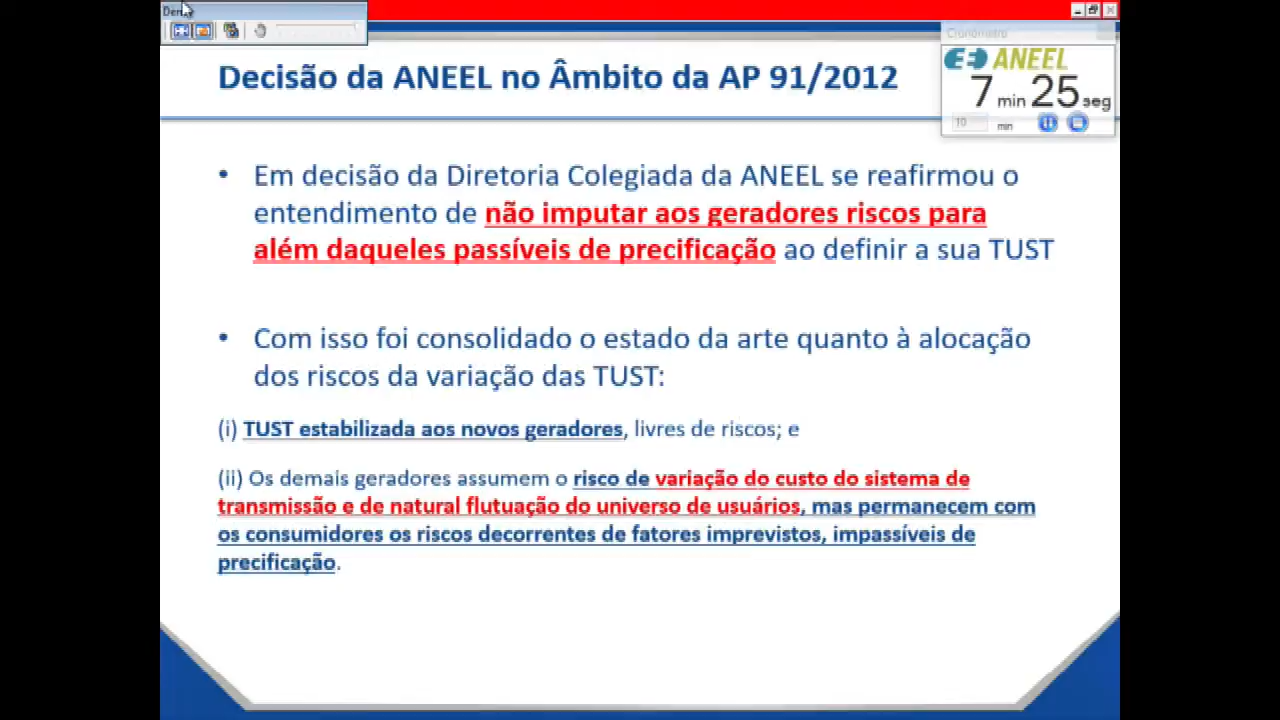 Cronômetro
ANEEL
7 min 25 seg
10 min
Decisão da ANEEL no Âmbito da AP 91/2012
• Em decisão da Diretoria Colegiada da ANEEL se reafirmou o
entendimento de não imputar aos geradores riscos para
além daqueles passíveis de precificação ao definir a sua TUST
• Com isso foi consolidado o estado da arte quanto à alocação
dos riscos da variação das TUST:
(i) TUST estabilizada aos novos geradores, livres de riscos; e
(ii) Os demais geradores assumem o risco de variação do custo do sistema de
transmissão e de natural flutuação do universo de usuários, mas permanecem com
os consumidores os riscos decorrentes de fatores imprevistos, impassíveis de
precificação.